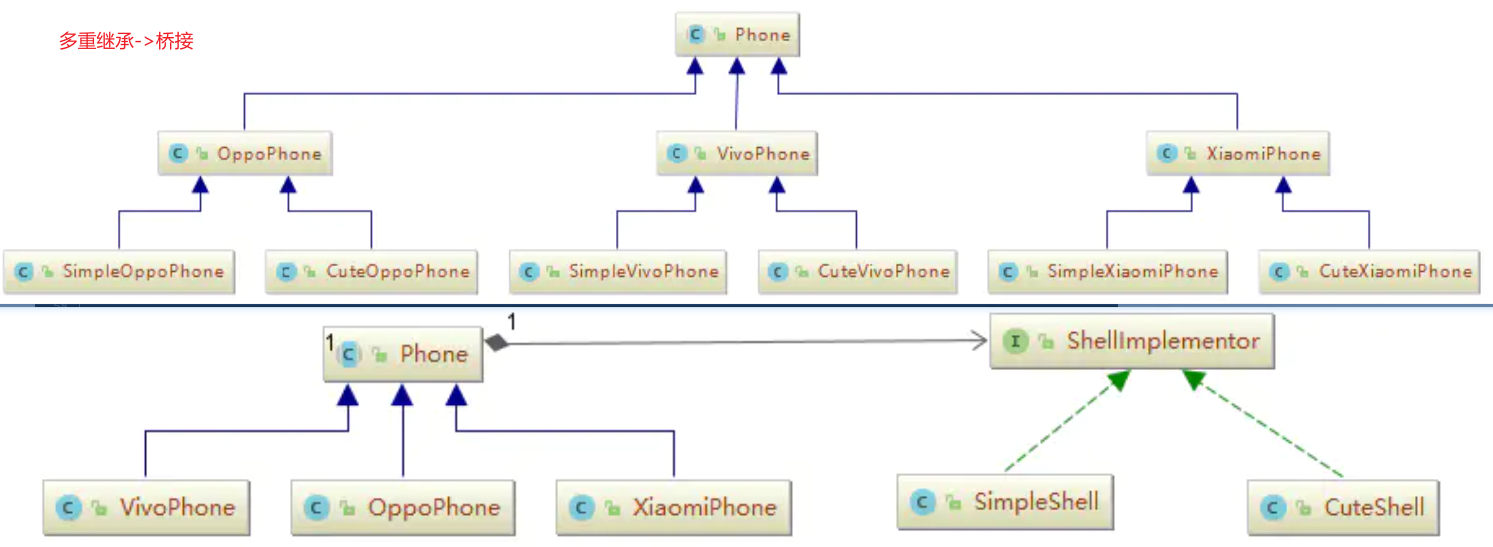 多重继承->桥接
C Phone
C OppoPhone
C VivoPhone
C XiaomiPhone
C SimpleOppoPhone
C CuteOppoPhone
C SimpleVivoPhone
C CuteVivoPhone
C SimpleXiaomiPhone
C CuteXiaomiPhone
1 C Phone
1
I ShellImplementor
C VivoPhone
C OppoPhone
C XiaomiPhone
C SimpleShell
C CuteShell